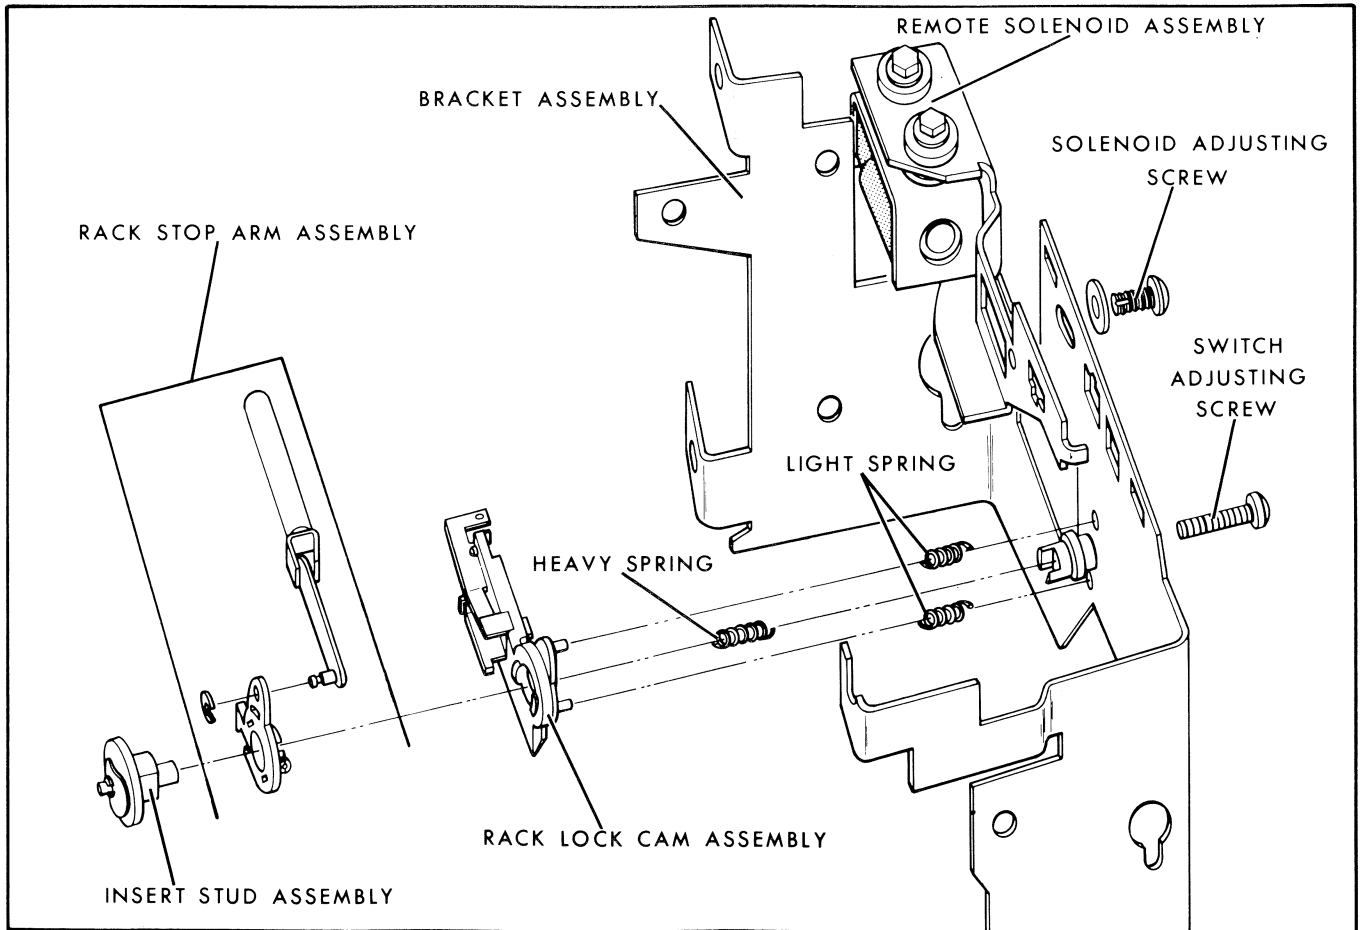 REMOTE SOLENOID ASSEMBLY
BRACKET ASSEMBLY
SOLENOID ADJUSTING
SCREW
RACK STOP ARM ASSEMBLY
SWITCH
ADJUSTING
SCREW
LIGHT SPRING
HEAVY SPRING
RACK LOCK CAM ASSEMBLY
INSERT STUD ASSEMBLY